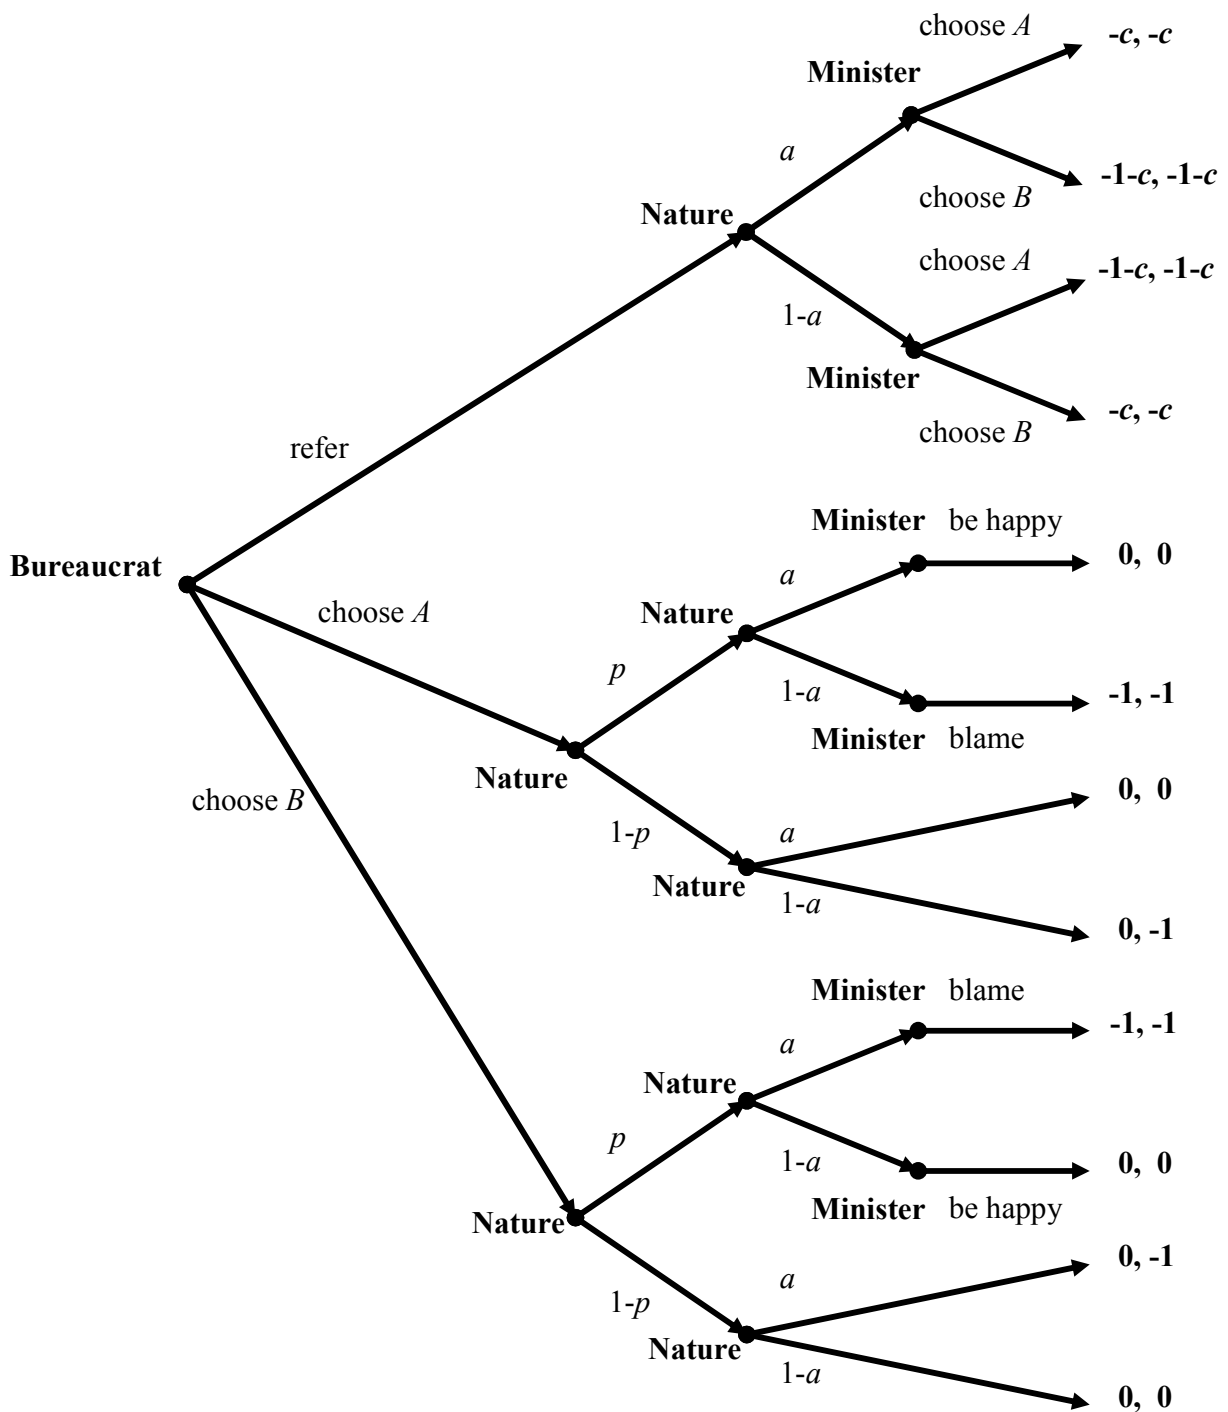 choose A
-c, -c
Minister
a
choose B
-1-c, -1-c
Nature
choose A
-1-c, -1-c
1-a
Minister
choose B
-c, -c
refer
Bureaucrat
Minister be happy
0, 0
a
choose A
Nature
p
1-a
-1, -1
Minister blame
Nature
choose B
0, 0
1-p
a
Nature
1-a
0, -1
Minister blame
-1, -1
a
Nature
p
1-a
0, 0
Minister be happy
Nature
0, -1
a
1-p
Nature
1-a
0, 0